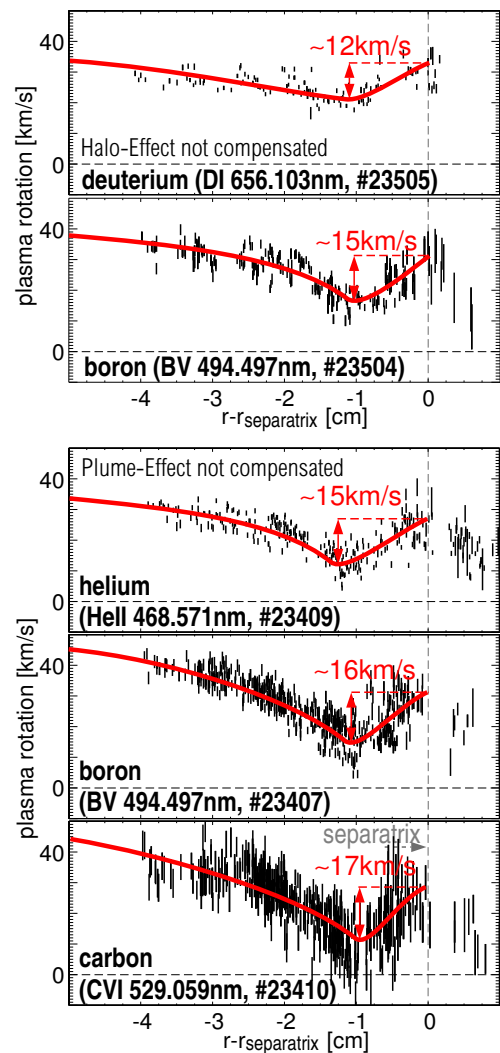 40
~12km/s
Halo-Effect not compensated
0
deuterium (DI 656.103nm, #23505)
plasma rotation [km/s]
40
~15km/s
0
boron (BV 494.497nm, #23504)
-4 -3 -2 -1 0
r-rseparatrix [cm]
Plume-Effect not compensated
40
~15km/s
helium
0
(HeII 468.571nm, #23409)
plasma rotation [km/s]
40
~16km/s
boron
0
(BV 494.497nm, #23407)
separatrix
40
~17km/s
carbon
0
(CVI 529.059nm, #23410)
-4 -3 -2 -1 0
r-rseparatrix [cm]